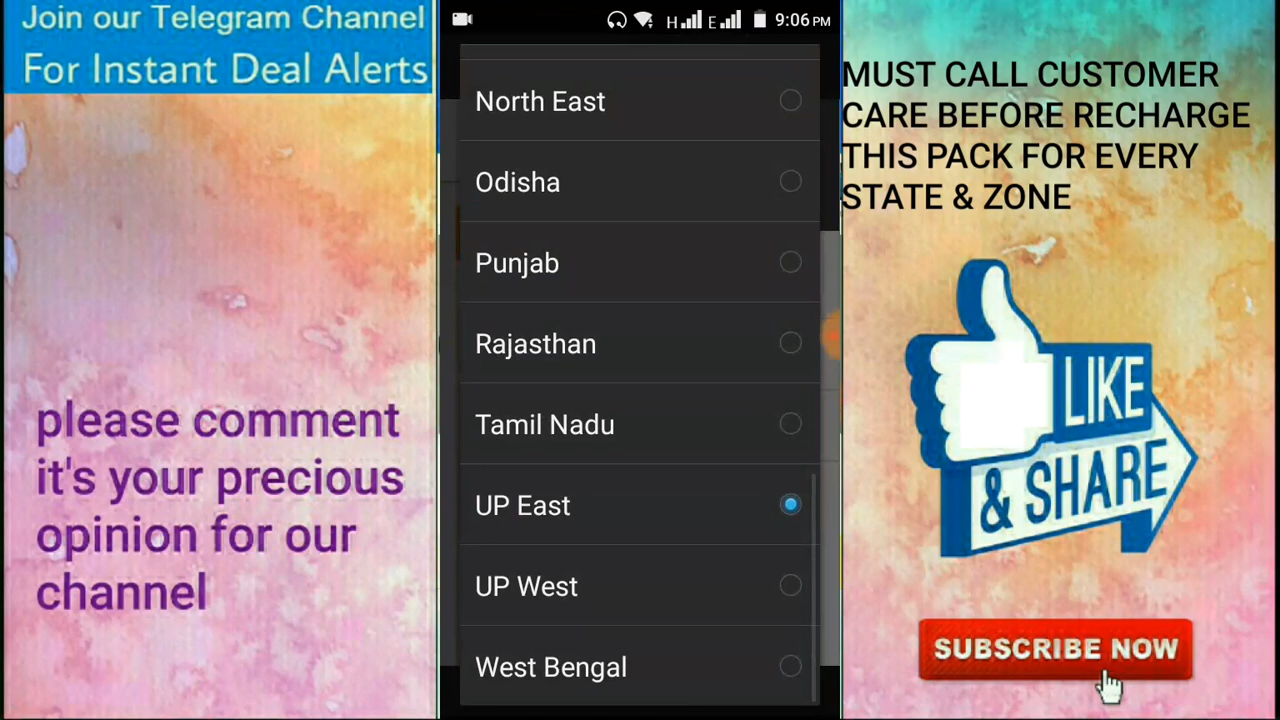 Join our Telegram Channel
For Instant Deal Alerts
please comment
it's your precious
opinion for our
channel
H E 9:06 PM
North East
Odisha
Punjab
Rajasthan
Tamil Nadu
UP East
UP West
West Bengal
MUST CALL CUSTOMER
CARE BEFORE RECHARGE
THIS PACK FOR EVERY
STATE & ZONE
LIKE
& SHARE
SUBSCRIBE NOW